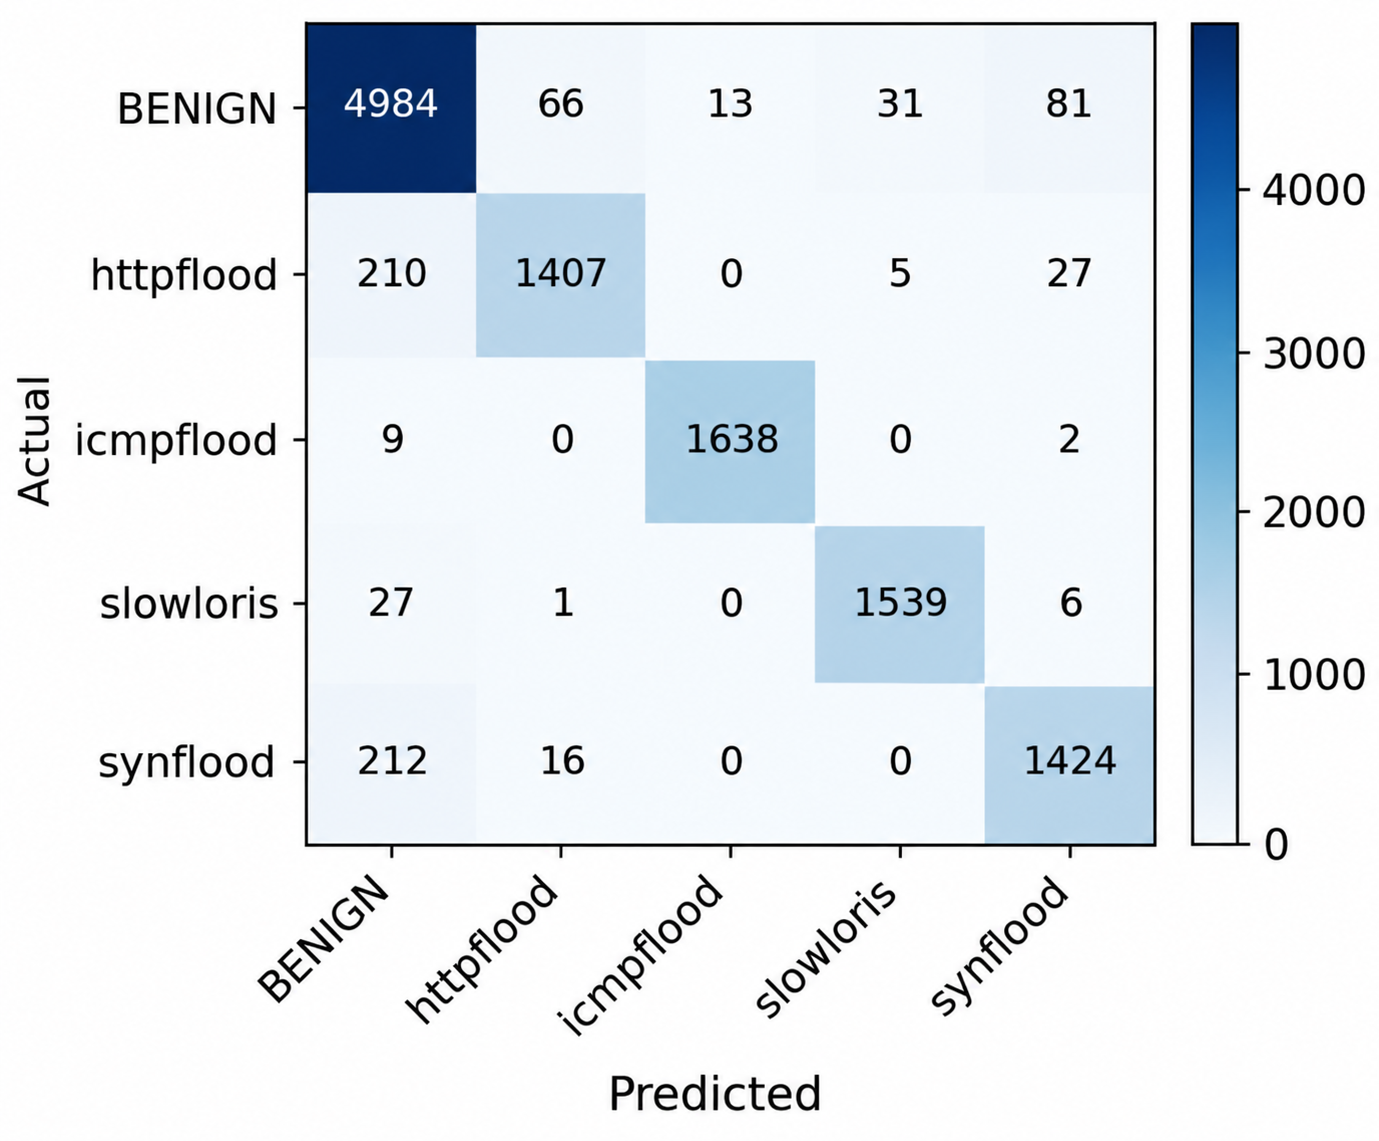 BENIGN 4984 66 13 31 81
httpflood 210 1407 0 5 27
icmpflood 9 0 1638 0 2
slowloris 27 1 0 1539 6
synflood 212 16 0 0 1424
Actual
BENIGN httpflood icmpflood slowloris synflood
Predicted
4000
3000
2000
1000
0